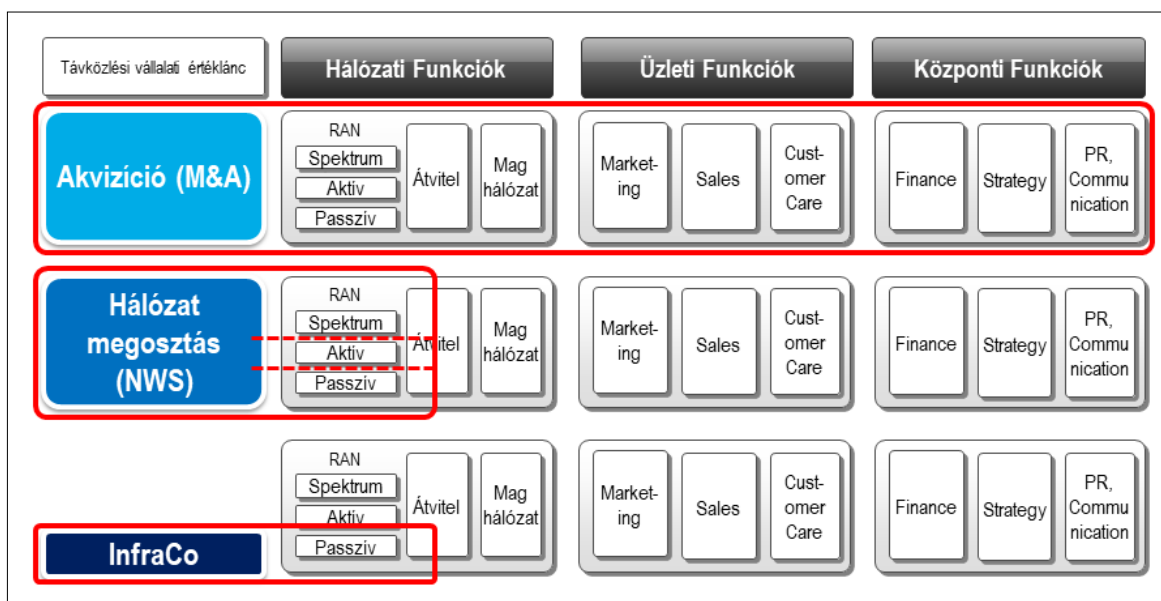 Távközlési vállalati értéklánc
Hálózati Funkciók
Üzleti Funkciók
Központi Funkciók
Akvizíció (M&A)
RAN
Spektrum
Aktív
Passzív
Átvitel
Mag
hálózat
Market-
ing
Sales
Cust-
omer
Care
Finance
Strategy
PR,
Commu
nication
Hálózat
megosztás
(NWS)
RAN
Spektrum
Aktív
Passzív
Átvitel
Mag
hálózat
Market-
ing
Sales
Cust-
omer
Care
Finance
Strategy
PR,
Commu
nication
InfraCo
RAN
Spektrum
Aktív
Passzív
Átvitel
Mag
hálózat
Market-
ing
Sales
Cust-
omer
Care
Finance
Strategy
PR,
Commu
nication